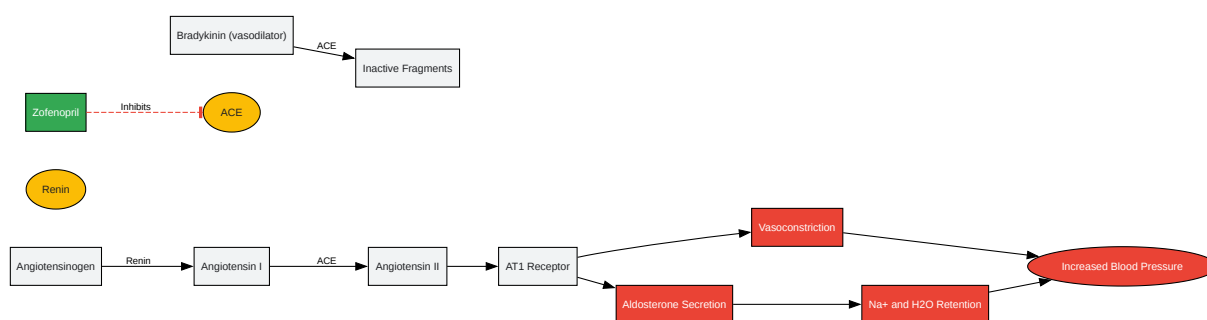 Bradykinin (vasodilator)
ACE
Inactive Fragments
Zofenopril
Inhibits
ACE
Renin
Angiotensinogen
Renin
Angiotensin I
ACE
Angiotensin II
AT1 Receptor
Vasoconstriction
Aldosterone Secretion
Na+ and H2O Retention
Increased Blood Pressure